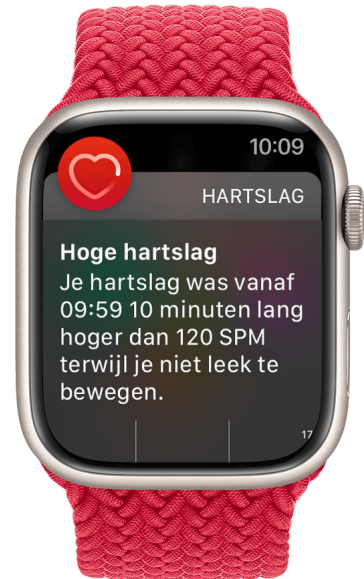 10:09
HARTSLAG
Hoge hartslag
Je hartslag was vanaf
09:59 10 minuten lang
hoger dan 120 SPM
terwijl je niet leek te
bewegen.
17